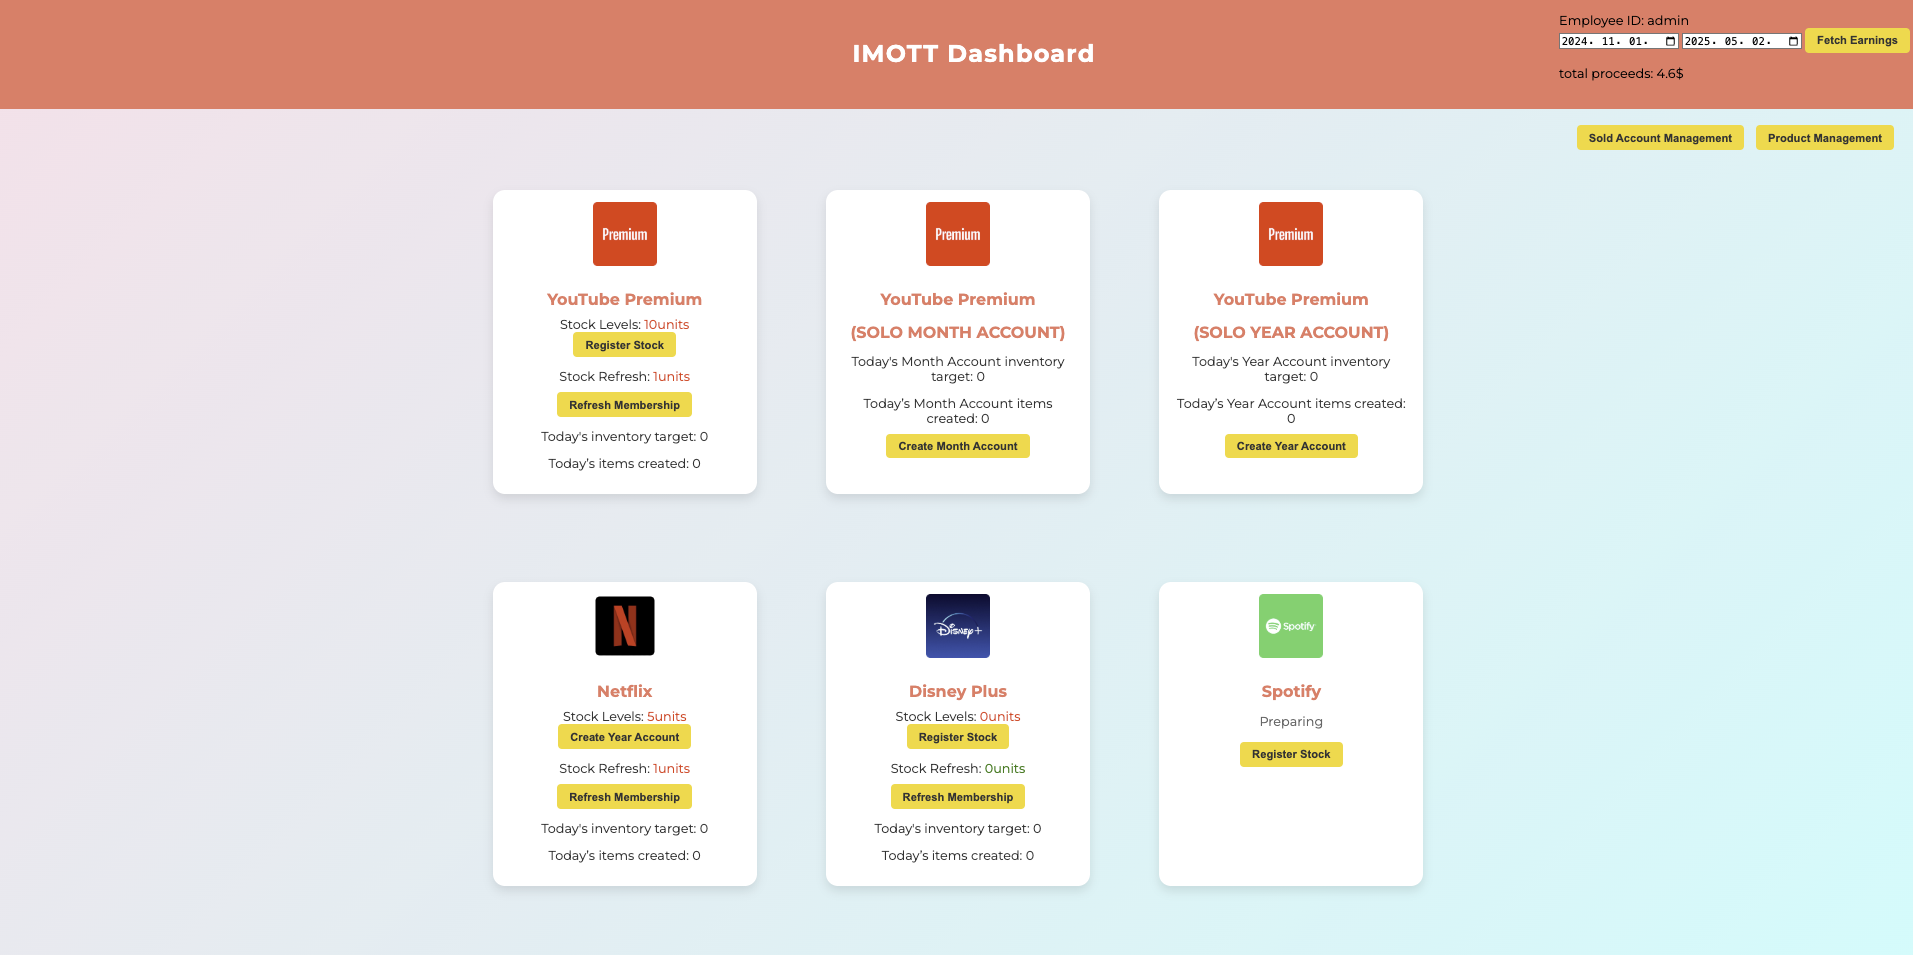 Employee ID: admin
IMOTT Dashboard
2024. 11. 01. 2025. 05. 02. Fetch Earnings
total proceeds: 4.6$
Sold Account Management Product Management
Premium
YouTube Premium
Stock Levels: 10units
Register Stock
Stock Refresh: 1units
Refresh Membership
Today's inventory target: 0
Today's items created: 0
Premium
YouTube Premium
(SOLO MONTH ACCOUNT)
Today's Month Account inventory
target: 0
Today's Month Account items
created: 0
Create Month Account
Premium
YouTube Premium
(SOLO YEAR ACCOUNT)
Today's Year Account inventory
target: 0
Today's Year Account items created:
0
Create Year Account
N
Netflix
Stock Levels: 5units
Create Year Account
Stock Refresh: 1units
Refresh Membership
Today's inventory target: 0
Today's items created: 0
Disney+
Disney Plus
Stock Levels: 0units
Register Stock
Stock Refresh: 0units
Refresh Membership
Today's inventory target: 0
Today's items created: 0
Spotify
Spotify
Preparing
Register Stock